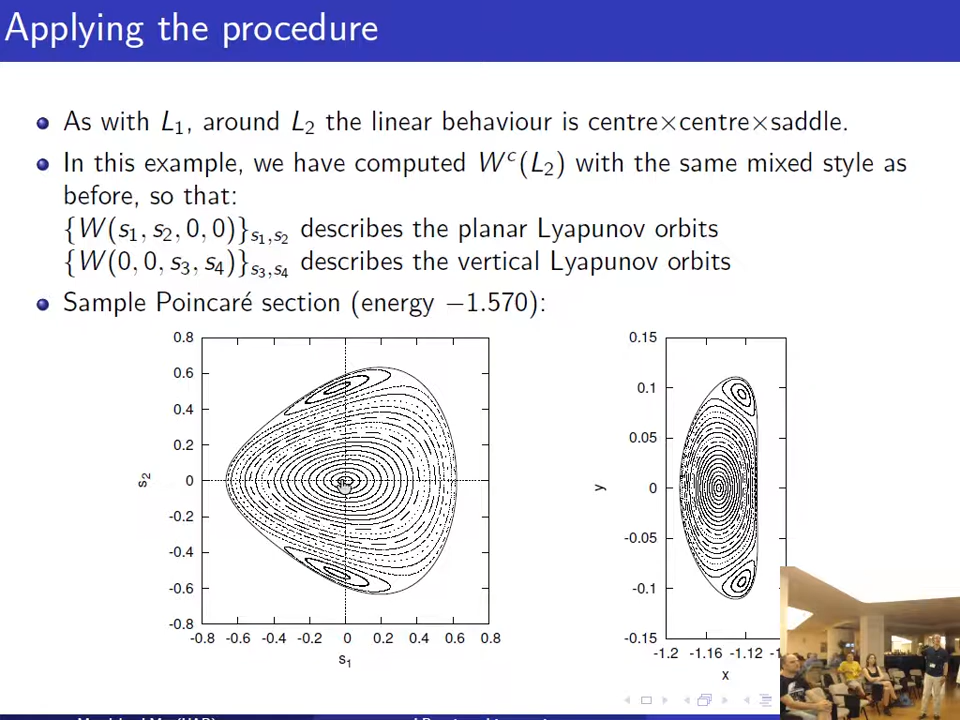 Applying the procedure
As with L₁, around L₂ the linear behaviour is centre×centre×saddle.
In this example, we have computed Wᶜ(L₂) with the same mixed style as
before, so that:
{W(s₁, s₂, 0, 0)}s₁,s₂ describes the planar Lyapunov orbits
{W(0, 0, s₃, s₄)}s₃,s₄ describes the vertical Lyapunov orbits
Sample Poincaré section (energy −1.570):
0.8
0.6
0.4
0.2
0
-0.2
-0.4
-0.6
-0.8
s₂
-0.8 -0.6 -0.4 -0.2 0 0.2 0.4 0.6 0.8
s₁
0.15
0.1
0.05
0
-0.05
-0.1
-0.15
y
-1.2 -1.16 -1.12
x